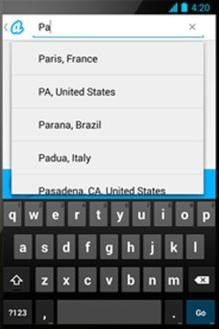 4:20
Pa
Paris, France
PA, United States
Parana, Brazil
Padua, Italy
Pasadena, CA, United States
q w e r t y u i o p
a s d f g h j k l
z x c v b n m
?123 , . Go